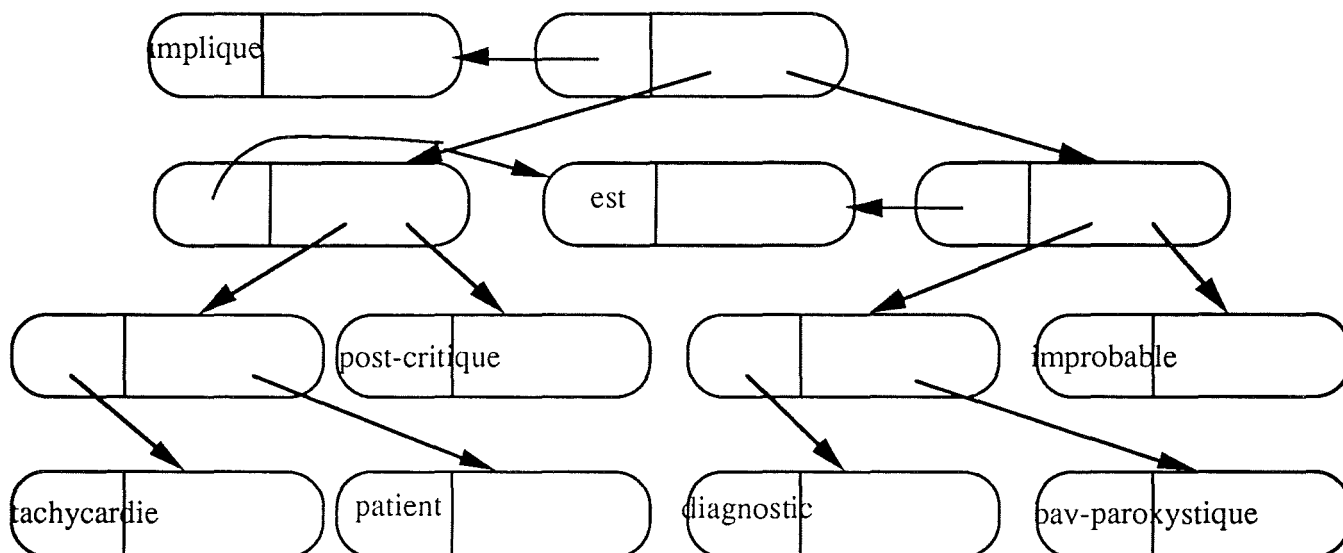 implique
est
post-critique
improbable
tachycardie
patient
diagnostic
bav-paroxystique